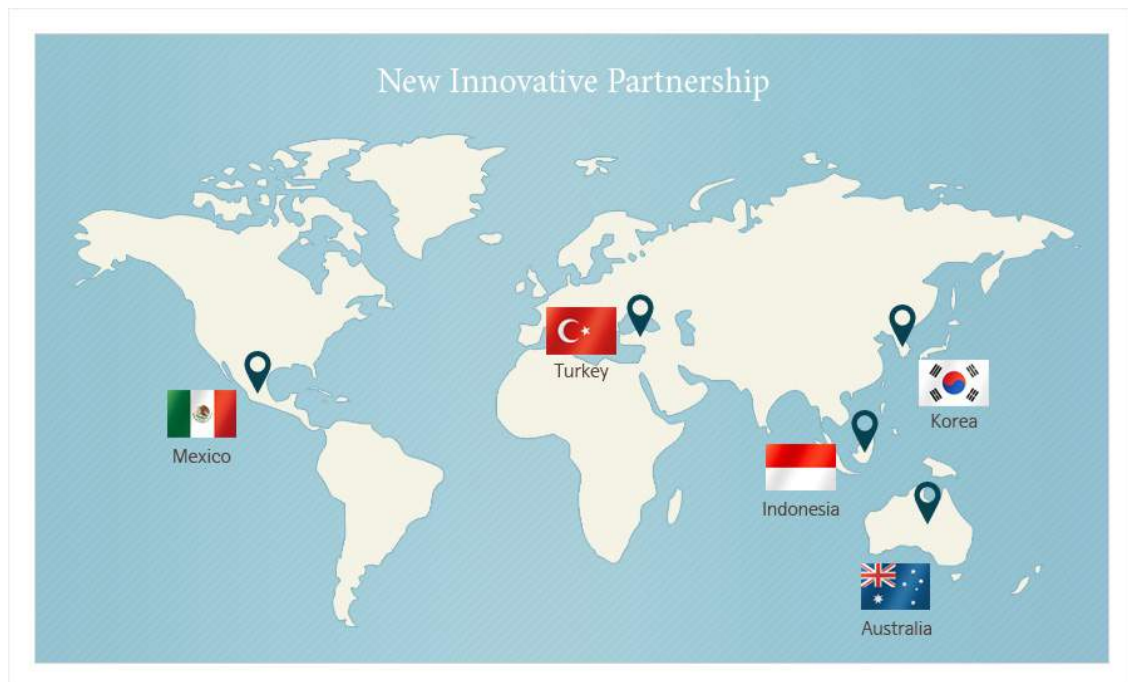 New Innovative Partnership
Turkey
Korea
Mexico
Indonesia
Australia